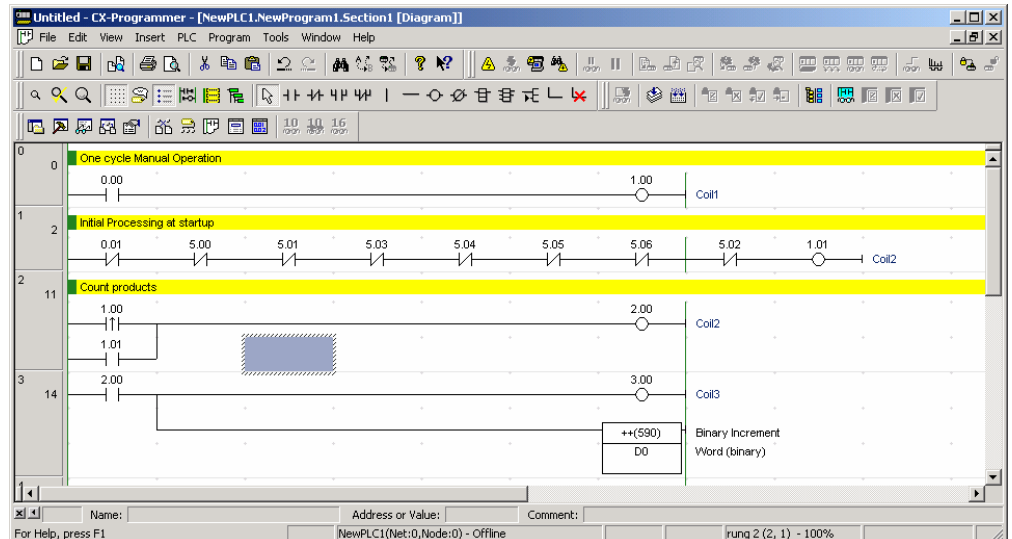 Untitled - CX-Programmer - [NewPLC1.NewProgram1.Section1 [Diagram]]
File Edit View Insert PLC Program Tools Window Help
10 10 16
0 0 One cycle Manual Operation
0.00 1.00
Coil1
1 2 Initial Processing at startup
0.01 5.00 5.01 5.03 5.04 5.05 5.06 5.02 1.01
Coil2
2 11 Count products
1.00 2.00
Coil2
1.01
3 2.00 3.00
14 Coil3
++(590) Binary Increment
D0 Word (binary)
Name: Address or Value: Comment:
For Help, press F1 NewPLC1(Net:0,Node:0) - Offline rung 2 (2, 1) - 100%